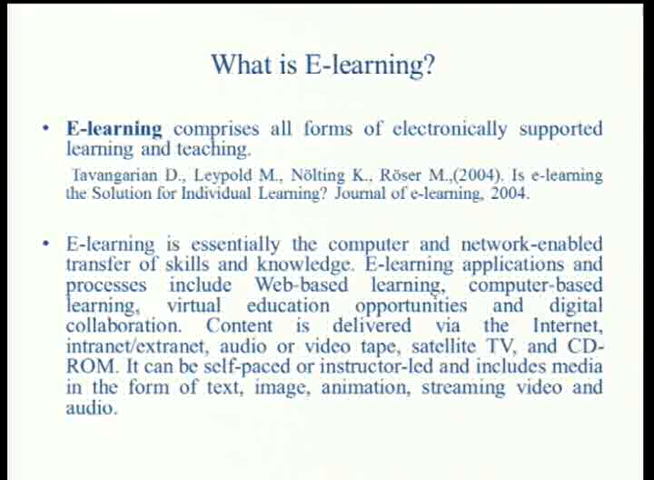 What is E-learning?
• E-learning comprises all forms of electronically supported
learning and teaching.
Tavangarian D., Leypold M., Nölting K., Röser M.,(2004). Is e-learning
the Solution for Individual Learning? Journal of e-learning, 2004.
• E-learning is essentially the computer and network-enabled
transfer of skills and knowledge. E-learning applications and
processes include Web-based learning, computer-based
learning, virtual education opportunities and digital
collaboration. Content is delivered via the Internet,
intranet/extranet, audio or video tape, satellite TV, and CD-
ROM. It can be self-paced or instructor-led and includes media
in the form of text, image, animation, streaming video and
audio.